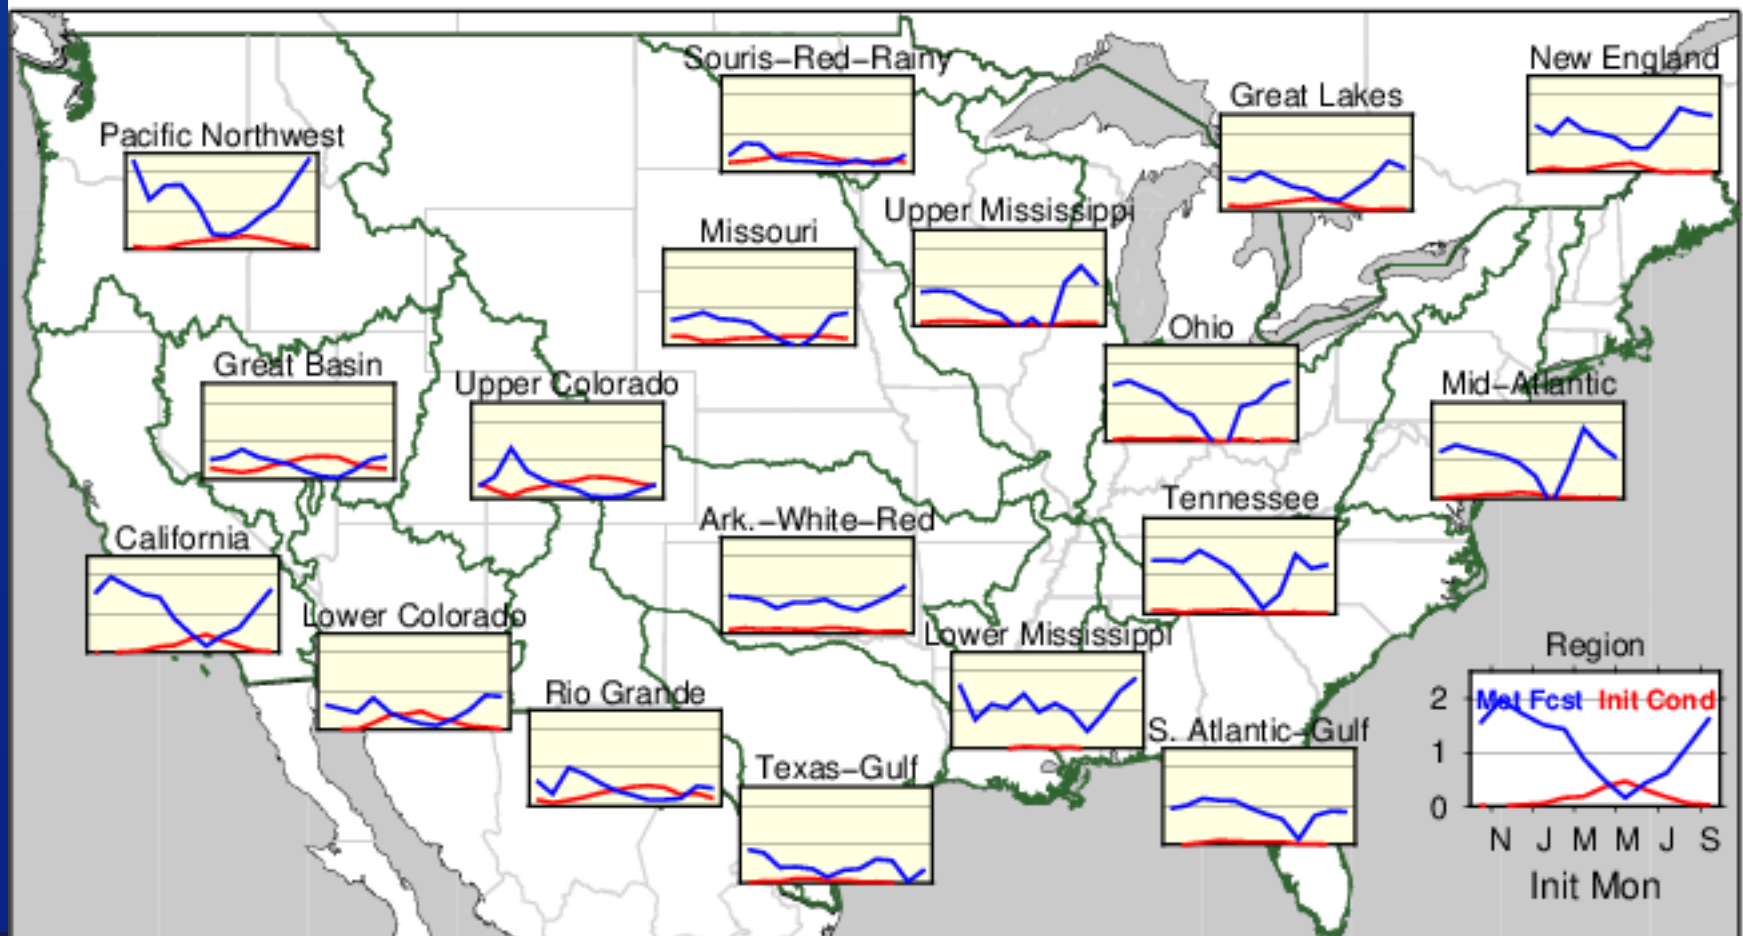 Souris-Red-Rainy
New England
Great Lakes
Pacific Northwest
Upper Mississippi
Missouri
Ohio
Great Basin
Upper Colorado
Mid-Atlantic
Tennessee
Ark.-White-Red
California
Lower Colorado
Lower Mississippi
Region
Rio Grande
2 Met Fcst Init Cond
S. Atlantic-Gulf
1
Texas-Gulf
0
N J M M J S
Init Mon